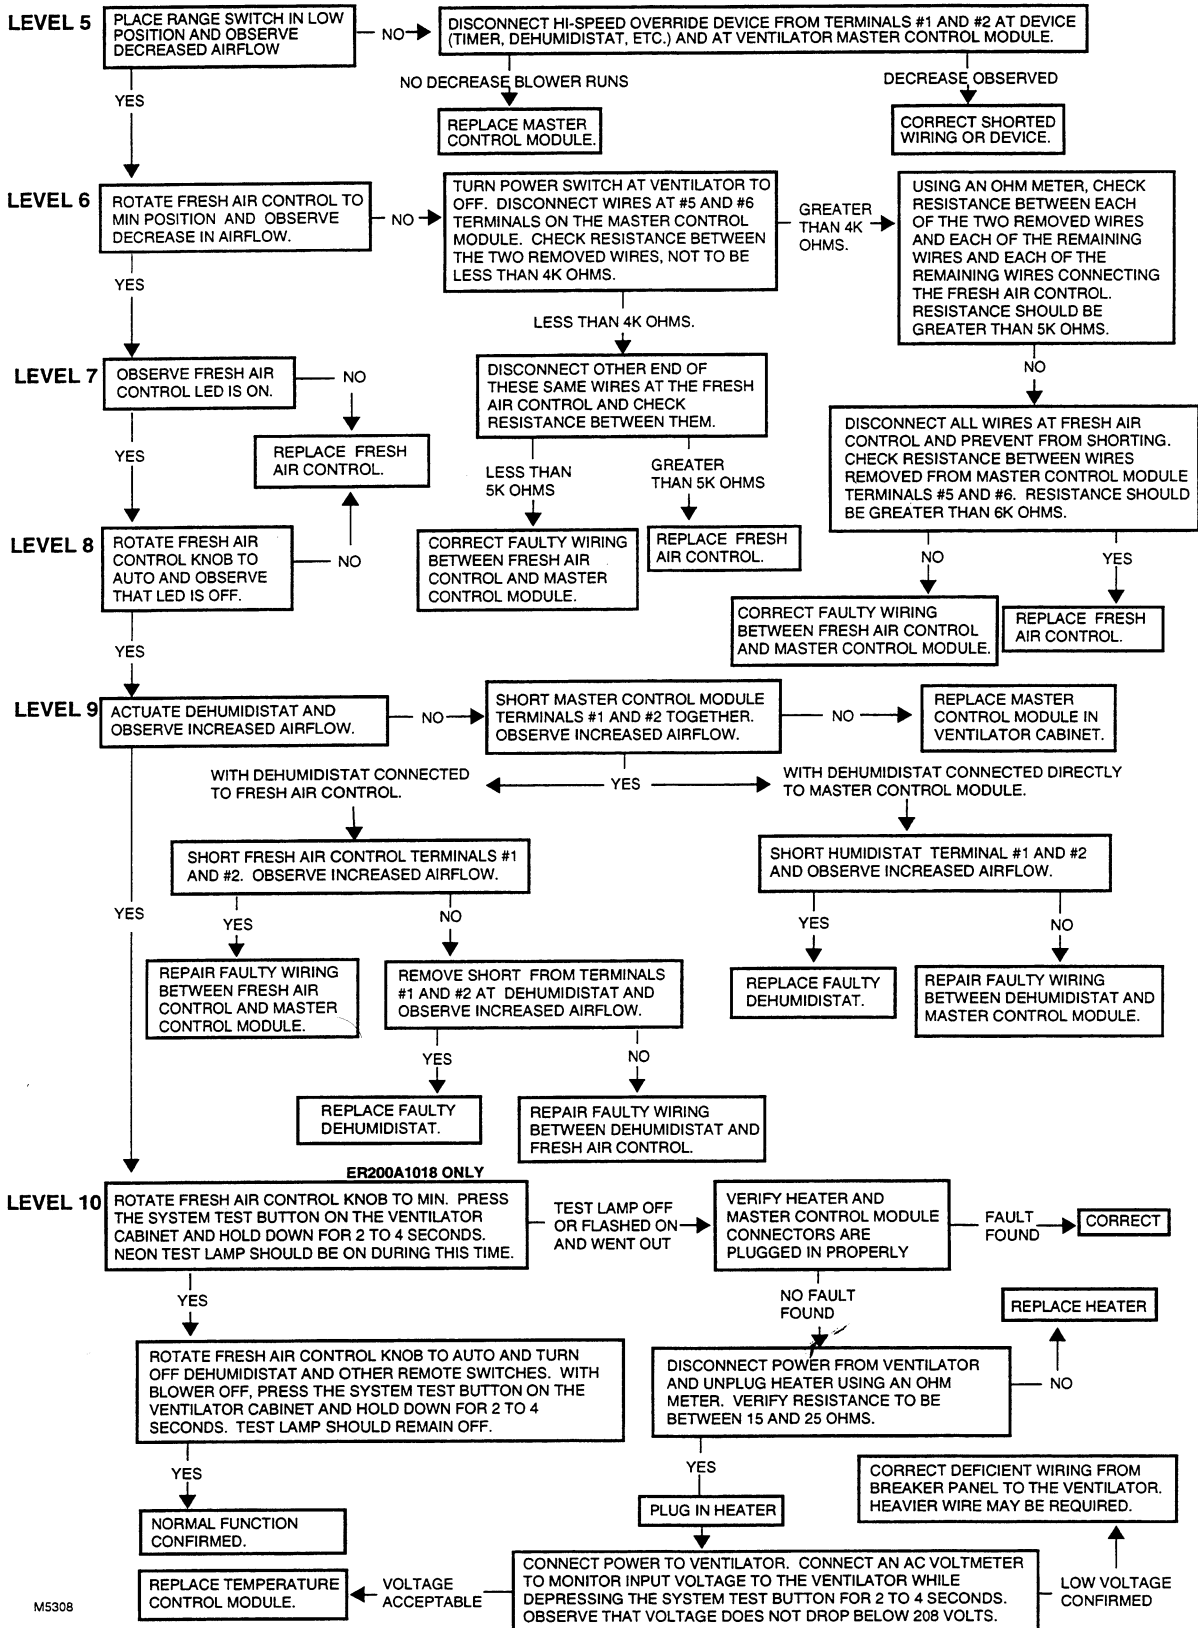 LEVEL 5
PLACE RANGE SWITCH IN LOW
POSITION AND OBSERVE
DECREASED AIRFLOW
NO
DISCONNECT HI-SPEED OVERRIDE DEVICE FROM TERMINALS #1 AND #2 AT DEVICE
(TIMER, DEHUMIDISTAT, ETC.) AND AT VENTILATOR MASTER CONTROL MODULE.
YES
NO DECREASE BLOWER RUNS
DECREASE OBSERVED
REPLACE MASTER
CONTROL MODULE.
CORRECT SHORTED
WIRING OR DEVICE.
LEVEL 6
ROTATE FRESH AIR CONTROL TO
MIN POSITION AND OBSERVE
DECREASE IN AIRFLOW.
NO
TURN POWER SWITCH AT VENTILATOR TO
OFF. DISCONNECT WIRES AT #5 AND #6
TERMINALS ON THE MASTER CONTROL
MODULE. CHECK RESISTANCE BETWEEN
THE TWO REMOVED WIRES, NOT TO BE
LESS THAN 4K OHMS.
GREATER
THAN 4K
OHMS.
USING AN OHM METER, CHECK
RESISTANCE BETWEEN EACH
OF THE TWO REMOVED WIRES
AND EACH OF THE REMAINING
WIRES AND EACH OF THE
REMAINING WIRES CONNECTING
THE FRESH AIR CONTROL.
RESISTANCE SHOULD BE
GREATER THAN 5K OHMS.
YES
LESS THAN 4K OHMS.
NO
LEVEL 7
OBSERVE FRESH AIR
CONTROL LED IS ON.
NO
DISCONNECT OTHER END OF
THESE SAME WIRES AT THE FRESH
AIR CONTROL AND CHECK
RESISTANCE BETWEEN THEM.
DISCONNECT ALL WIRES AT FRESH AIR
CONTROL AND PREVENT FROM SHORTING.
CHECK RESISTANCE BETWEEN WIRES
REMOVED FROM MASTER CONTROL MODULE
TERMINALS #5 AND #6. RESISTANCE SHOULD
BE GREATER THAN 6K OHMS.
YES
REPLACE FRESH
AIR CONTROL.
LESS THAN
5K OHMS
GREATER
THAN 5K OHMS
LEVEL 8
ROTATE FRESH AIR
CONTROL KNOB TO
AUTO AND OBSERVE
THAT LED IS OFF.
NO
CORRECT FAULTY WIRING
BETWEEN FRESH AIR
CONTROL AND MASTER
CONTROL MODULE.
REPLACE FRESH
AIR CONTROL.
NO
YES
CORRECT FAULTY WIRING
BETWEEN FRESH AIR CONTROL
AND MASTER CONTROL MODULE.
REPLACE FRESH
AIR CONTROL.
YES
LEVEL 9
ACTUATE DEHUMIDISTAT AND
OBSERVE INCREASED AIRFLOW.
NO
SHORT MASTER CONTROL MODULE
TERMINALS #1 AND #2 TOGETHER.
OBSERVE INCREASED AIRFLOW.
NO
REPLACE MASTER
CONTROL MODULE IN
VENTILATOR CABINET.
WITH DEHUMIDISTAT CONNECTED
TO FRESH AIR CONTROL.
YES
WITH DEHUMIDISTAT CONNECTED DIRECTLY
TO MASTER CONTROL MODULE.
SHORT FRESH AIR CONTROL TERMINALS #1
AND #2. OBSERVE INCREASED AIRFLOW.
SHORT HUMIDISTAT TERMINAL #1 AND #2
AND OBSERVE INCREASED AIRFLOW.
YES
YES
NO
YES
NO
REPAIR FAULTY WIRING
BETWEEN FRESH AIR
CONTROL AND MASTER
CONTROL MODULE.
REMOVE SHORT FROM TERMINALS
#1 AND #2 AT DEHUMIDISTAT AND
OBSERVE INCREASED AIRFLOW.
REPLACE FAULTY
DEHUMIDISTAT.
REPAIR FAULTY WIRING
BETWEEN DEHUMIDISTAT AND
MASTER CONTROL MODULE.
YES
NO
REPLACE FAULTY
DEHUMIDISTAT.
REPAIR FAULTY WIRING
BETWEEN DEHUMIDISTAT AND
FRESH AIR CONTROL.
ER200A1018 ONLY
LEVEL 10
ROTATE FRESH AIR CONTROL KNOB TO MIN. PRESS
THE SYSTEM TEST BUTTON ON THE VENTILATOR
CABINET AND HOLD DOWN FOR 2 TO 4 SECONDS.
NEON TEST LAMP SHOULD BE ON DURING THIS TIME.
TEST LAMP OFF
OR FLASHED ON
AND WENT OUT
VERIFY HEATER AND
MASTER CONTROL MODULE
CONNECTORS ARE
PLUGGED IN PROPERLY
FAULT
FOUND
CORRECT
YES
NO FAULT
FOUND
REPLACE HEATER
ROTATE FRESH AIR CONTROL KNOB TO AUTO AND TURN
OFF DEHUMIDISTAT AND OTHER REMOTE SWITCHES. WITH
BLOWER OFF, PRESS THE SYSTEM TEST BUTTON ON THE
VENTILATOR CABINET AND HOLD DOWN FOR 2 TO 4
SECONDS. TEST LAMP SHOULD REMAIN OFF.
DISCONNECT POWER FROM VENTILATOR
AND UNPLUG HEATER USING AN OHM
METER. VERIFY RESISTANCE TO BE
BETWEEN 15 AND 25 OHMS.
NO
YES
YES
CORRECT DEFICIENT WIRING FROM
BREAKER PANEL TO THE VENTILATOR.
HEAVIER WIRE MAY BE REQUIRED.
NORMAL FUNCTION
CONFIRMED.
PLUG IN HEATER
REPLACE TEMPERATURE
CONTROL MODULE.
VOLTAGE
ACCEPTABLE
CONNECT POWER TO VENTILATOR. CONNECT AN AC VOLTMETER
TO MONITOR INPUT VOLTAGE TO THE VENTILATOR WHILE
DEPRESSING THE SYSTEM TEST BUTTON FOR 2 TO 4 SECONDS.
OBSERVE THAT VOLTAGE DOES NOT DROP BELOW 208 VOLTS.
LOW VOLTAGE
CONFIRMED
M5308